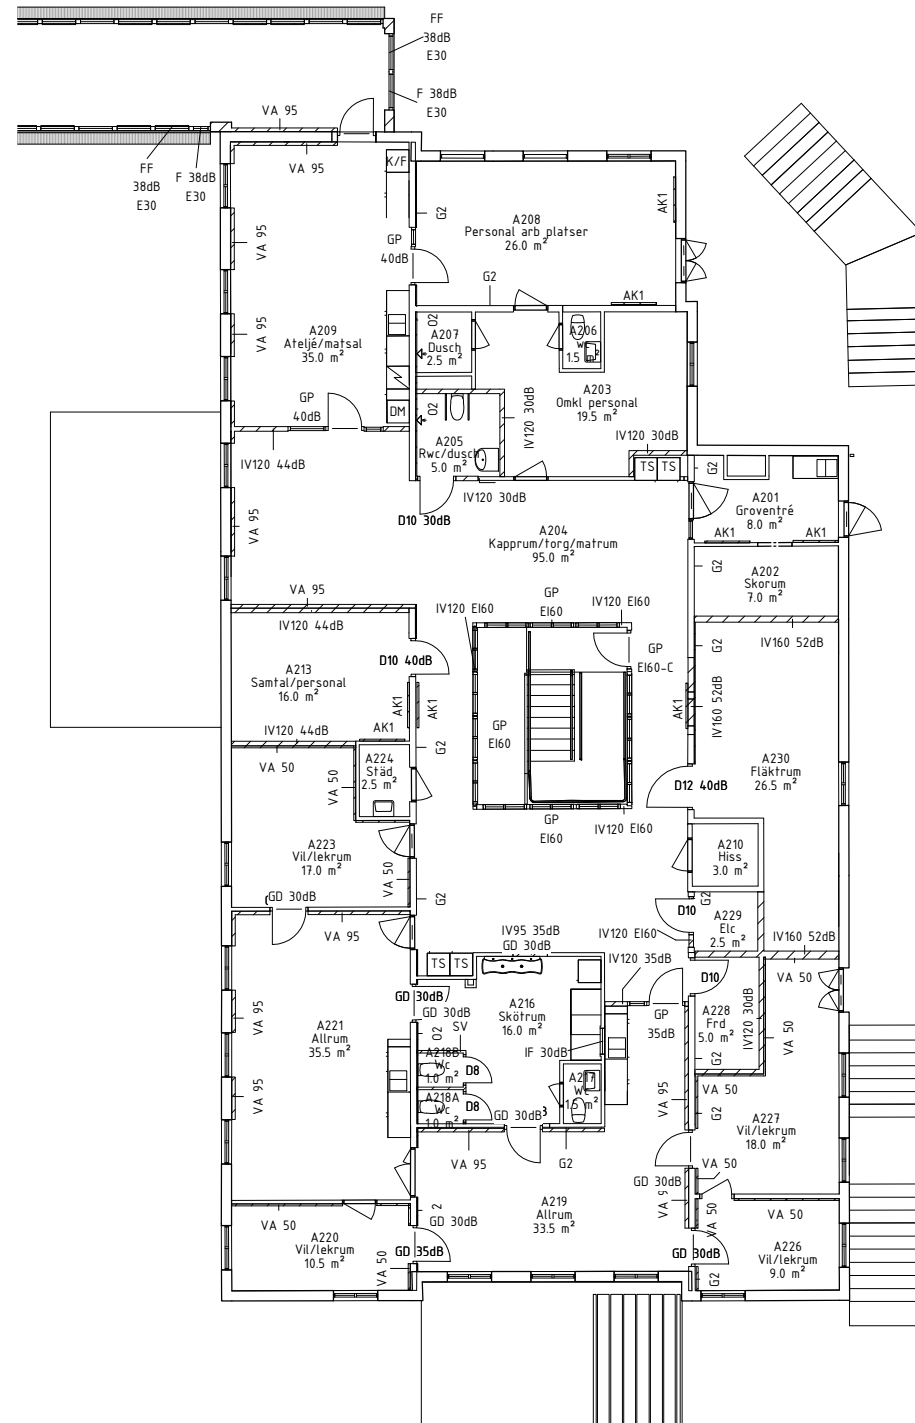 FF
38dB
E30
F 38dB
E30
VA 95
VA 95
FF
38dB
E30
F 38dB
E30
K/F
G2
A208
Personal arb platser
26.0 m²
AK1
VA 95
GP
40dB
G2
AK1
VA 95
A209
Ateljé/matsal
35.0 m²
O2
A207
Dusch
2.5 m²
A206
Wc
1.5 m²
A203
Omkl personal
19.5 m²
GP
40dB
DM
O2
IV120 30dB
A205
Rwc/dusch
5.0 m²
IV120 30dB
TS
TS
IV120 44dB
IV120 30dB
G2
A201
Groventré
8.0 m²
AK1
AK1
VA 95
D10 30dB
A204
Kapprum/torg/matrum
95.0 m²
G2
A202
Skorum
7.0 m²
VA 95
IV120 EI60
GP
EI60
IV120 EI60
IV120 44dB
IV160 52dB
G2
A213
Samtal/personal
16.0 m²
D10 40dB
GP
EI60-C
AK1
AK1
AK1
IV160 52dB
IV120 44dB
AK1
GP
EI60
G2
VA 50
A224
Städ
2.5 m²
VA 50
A230
Fläktrum
26.5 m²
D12 40dB
GP
EI60
IV120 EI60
A223
Vil/lekrum
17.0 m²
VA 50
A210
Hiss
3.0 m²
GD 30dB
G2
G2
D10
A229
Elc
2.5 m²
VA 95
IV95 35dB
GD 30dB
IV120 EI60
IV160 52dB
TS
TS
IV120 35dB
D10
VA 50
GD 30dB
GD 30dB
A216
Skötrum
16.0 m²
GP
35dB
A228
Frd
5.0 m²
IV120 30dB
VA 95
A221
Allrum
35.5 m²
O2
SV
IF 30dB
VA 50
A218B
Wc
1.0 m²
D8
A217
Wc
1.5 m²
G2
VA 95
A218A
Wc
1.0 m²
D8
GD 30dB
VA 95
VA 50
G2
A227
Vil/lekrum
18.0 m²
VA 95
G2
VA 50
GD 30dB
VA 50
A220
Vil/lekrum
10.5 m²
2
GD 30dB
A219
Allrum
33.5 m²
VA 9
VA 50
VA 50
VA 50
GD 35dB
GD 30dB
G2
A226
Vil/lekrum
9.0 m²